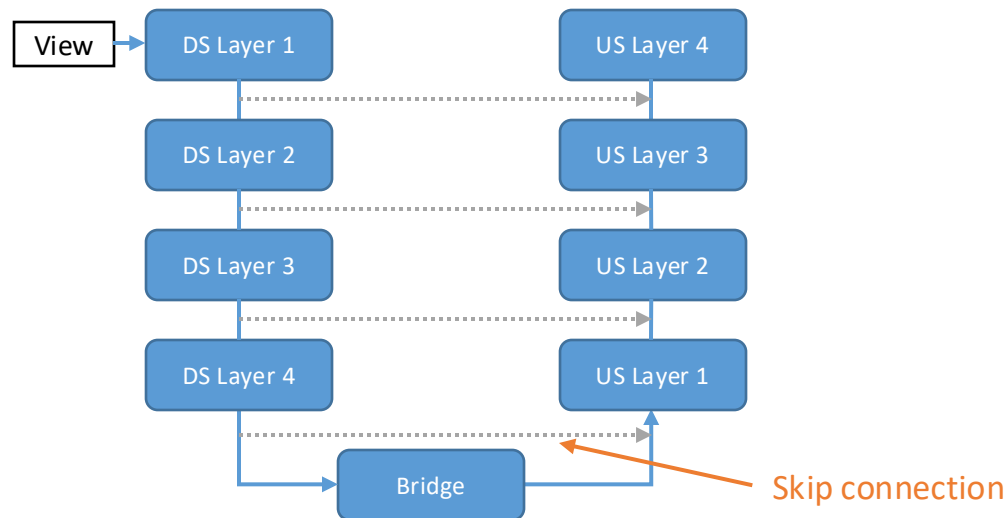 View
DS Layer 1
US Layer 4
DS Layer 2
US Layer 3
DS Layer 3
US Layer 2
DS Layer 4
US Layer 1
Bridge
Skip connection